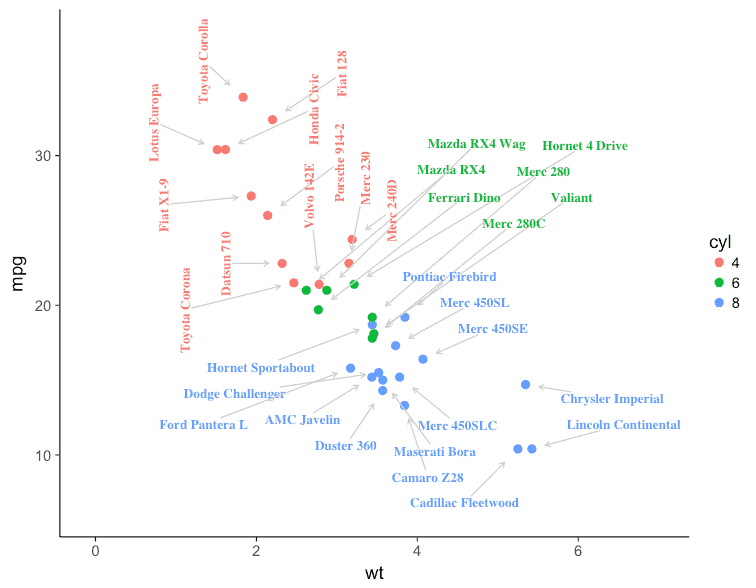 Toyota Corolla
Fiat 128
Lotus Europa
Honda Civic
Porsche 914-2
Mazda RX4 Wag
Hornet 4 Drive
Merc 230
Mazda RX4
Merc 280
Fiat X1-9
Volvo 142E
Merc 240D
Ferrari Dino
Valiant
Merc 280C
Datsun 710
Toyota Corona
Pontiac Firebird
Merc 450SL
Merc 450SE
Hornet Sportabout
Dodge Challenger
Chrysler Imperial
Ford Pantera L
AMC Javelin
Merc 450SLC
Lincoln Continental
Duster 360
Maserati Bora
Camaro Z28
Cadillac Fleetwood
30
20
10
mpg
0
2
4
6
wt
cyl
4
6
8